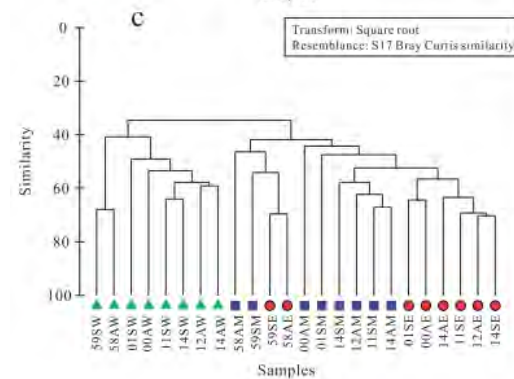 c
Transform: Square root
Resemblance: S17 Bray Curtis similarity
0
20
40
60
80
100
Similarity
59SW 58AW 01SW 00AW 11SW 14SW 12AW 14AW 58AM 59SM 59SE 58AE 00AM 01SM 14SM 12AM 11SM 14AM 01SE 00AE 14AE 11SE 12AE 14SE
Samples